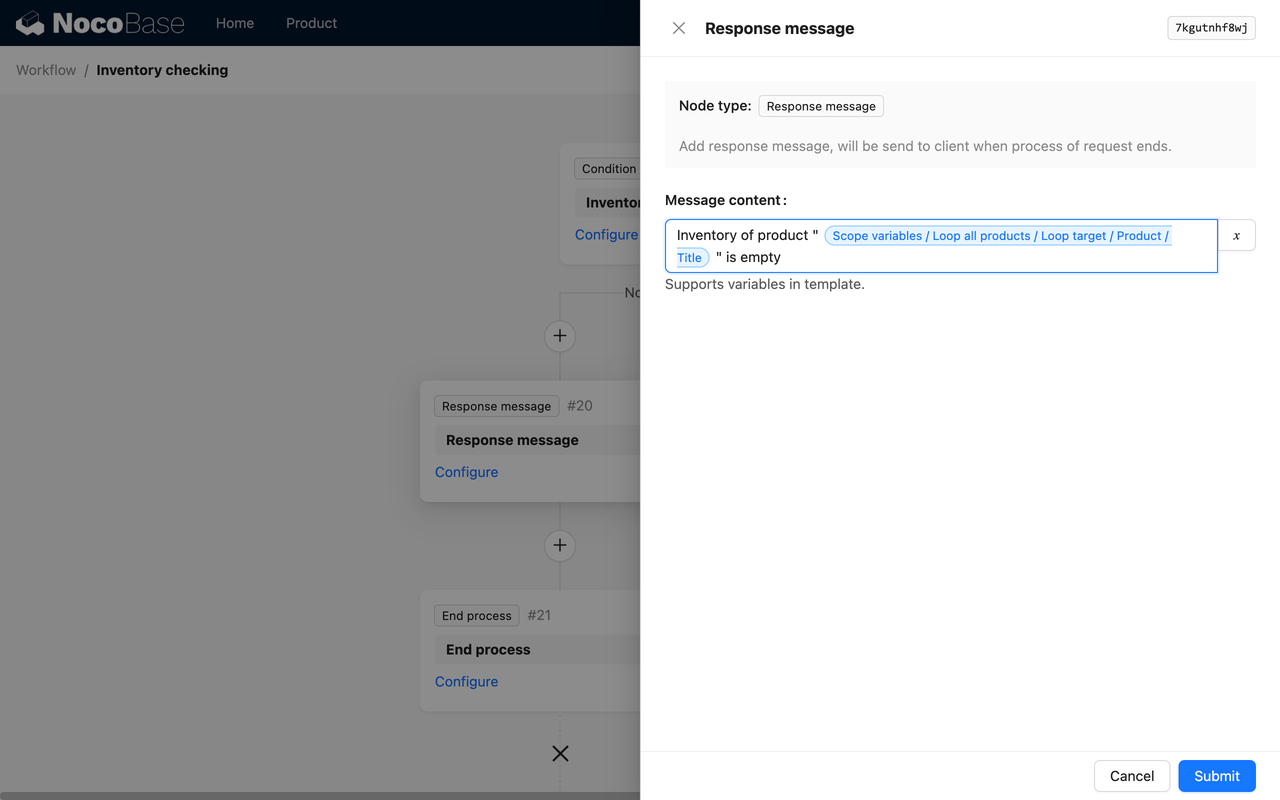 NocoBase
Home
Product
Workflow / Inventory checking
Condition
Configure
No
Response message #20
Response message
Configure
End process #21
End process
Configure
Response message
7kgutnhf8wj
Node type: Response message
Add response message, will be send to client when process of request ends.
Message content :
Inventory of product " Scope variables / Loop all products / Loop target / Product /
Title " is empty
x
Supports variables in template.
Cancel
Submit